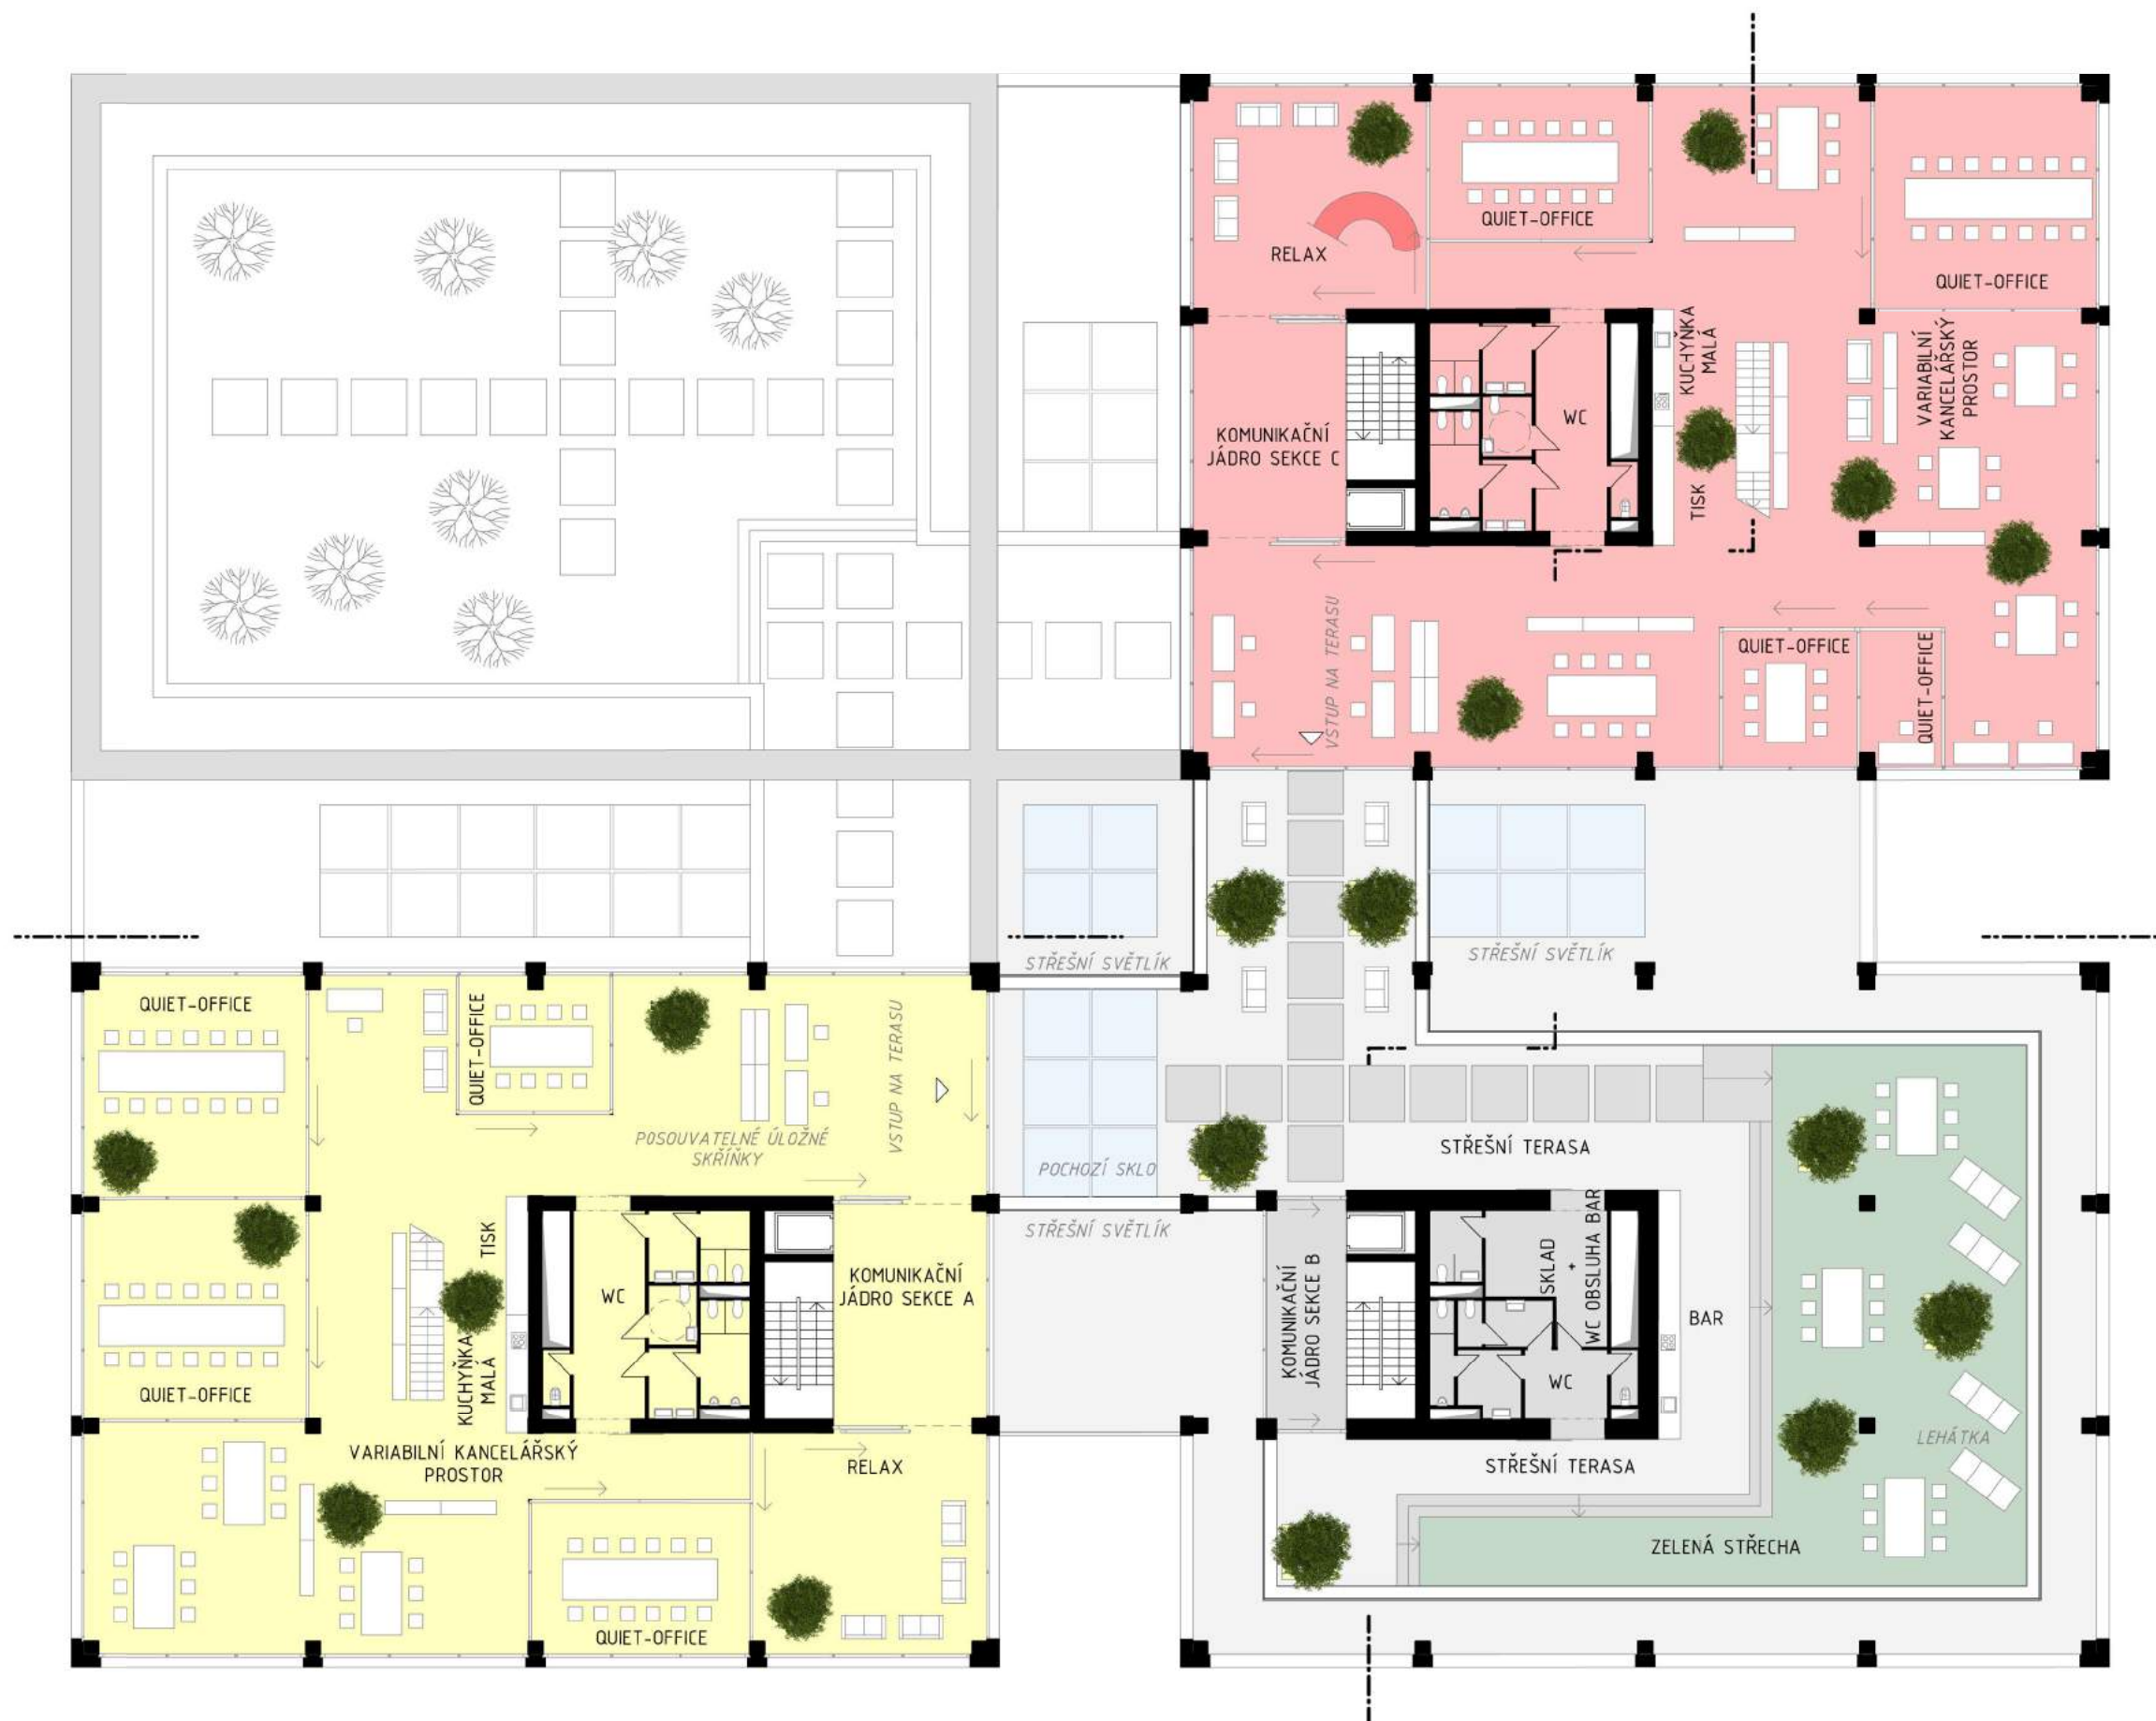 QUIET-OFFICE
RELAX
QUIET-OFFICE
KUCHYŇKA
MALÁ
VARIABILNÍ
KANCELÁŘSKÝ
PROSTOR
WC
KOMUNIKAČNÍ
JÁDRO SEKCE C
TISK
VSTUP NA TERASU
QUIET-OFFICE
QUIET-OFFICE
STŘEŠNÍ SVĚTLÍK
STŘEŠNÍ SVĚTLÍK
QUIET-OFFICE
QUIET-OFFICE
VSTUP NA TERASU
POSOUVATELNÉ ÚLOŽNÉ
SKŘÍŇKY
POCHOZÍ SKLO
STŘEŠNÍ TERASA
STŘEŠNÍ SVĚTLÍK
TISK
WC
KOMUNIKAČNÍ
JÁDRO SEKCE A
KOMUNIKAČNÍ
JÁDRO SEKCE B
SKLAD
+
WC OBSLUHA BAR
BAR
WC
KUCHYŇKA
MALÁ
QUIET-OFFICE
VARIABILNÍ KANCELÁŘSKÝ
PROSTOR
RELAX
STŘEŠNÍ TERASA
LEHÁTKA
ZELENÁ STŘECHA
QUIET-OFFICE